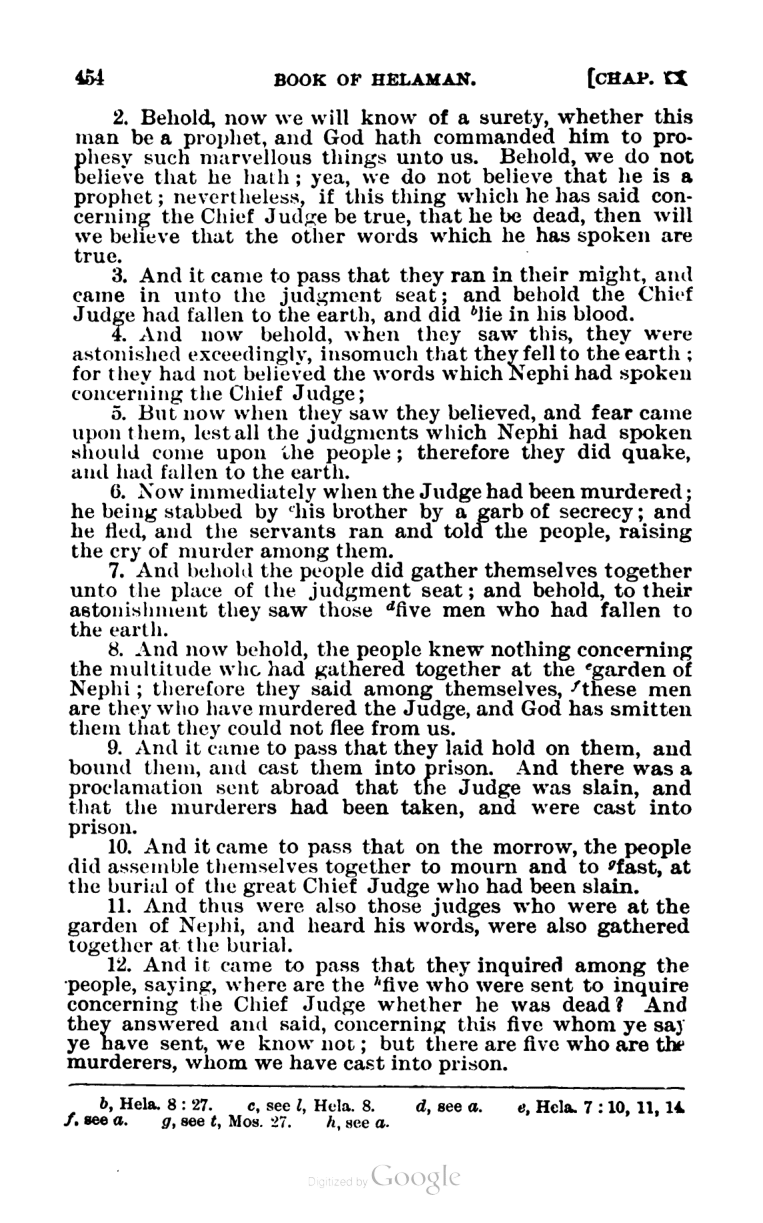 454 BOOK OF HELAMAN. [CHAP. IX
2. Behold, now we will know of a surety, whether this
man be a prophet, and God hath commanded him to pro-
phesy such marvellous things unto us. Behold, we do not
believe that he hath; yea, we do not believe that he is a
prophet; nevertheless, if this thing which he has said con-
cerning the Chief Judge be true, that he be dead, then will
we believe that the other words which he has spoken are
true.
3. And it came to pass that they ran in their might, and
came in unto the judgment seat; and behold the Chief
Judge had fallen to the earth, and did ᵇlie in his blood.
4. And now behold, when they saw this, they were
astonished exceedingly, insomuch that they fell to the earth;
for they had not believed the words which Nephi had spoken
concerning the Chief Judge;
5. But now when they saw they believed, and fear came
upon them, lest all the judgments which Nephi had spoken
should come upon the people; therefore they did quake,
and had fallen to the earth.
6. Now immediately when the Judge had been murdered;
he being stabbed by ᶜhis brother by a garb of secrecy; and
he fled, and the servants ran and told the people, raising
the cry of murder among them.
7. And behold the people did gather themselves together
unto the place of the judgment seat; and behold, to their
astonishment they saw those ᵈfive men who had fallen to
the earth.
8. And now behold, the people knew nothing concerning
the multitude who had gathered together at the ᵉgarden of
Nephi; therefore they said among themselves, ᶠthese men
are they who have murdered the Judge, and God has smitten
them that they could not flee from us.
9. And it came to pass that they laid hold on them, and
bound them, and cast them into prison. And there was a
proclamation sent abroad that the Judge was slain, and
that the murderers had been taken, and were cast into
prison.
10. And it came to pass that on the morrow, the people
did assemble themselves together to mourn and to ᵍfast, at
the burial of the great Chief Judge who had been slain.
11. And thus were also those judges who were at the
garden of Nephi, and heard his words, were also gathered
together at the burial.
12. And it came to pass that they inquired among the
people, saying, where are the ʰfive who were sent to inquire
concerning the Chief Judge whether he was dead? And
they answered and said, concerning this five whom ye say
ye have sent, we know not; but there are five who are the
murderers, whom we have cast into prison.
b, Hela. 8 : 27. c, see l, Hela. 8. d, see a. e, Hela. 7 : 10, 11, 14.
f, see a. g, see t, Mos. 27. h, see a.
Digitized by Google